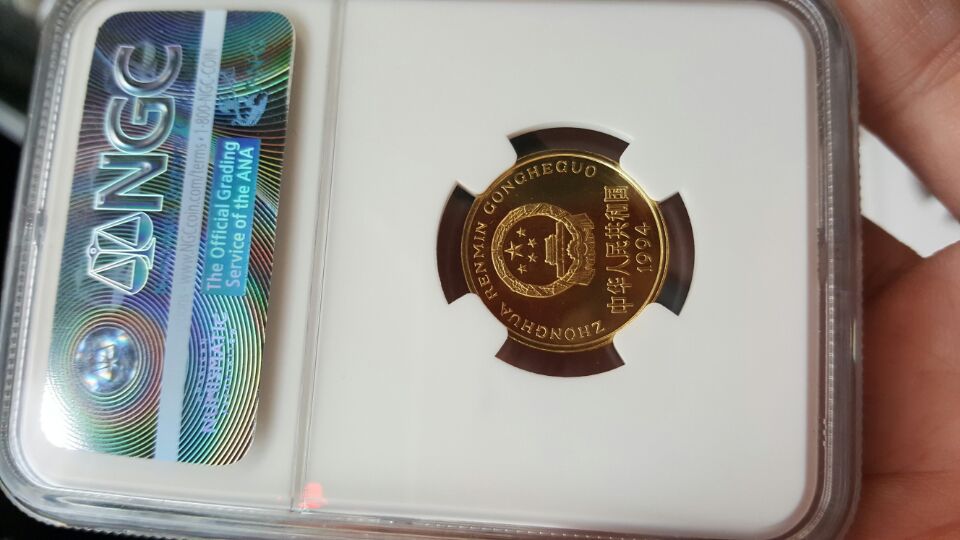 NGC
www.NGCcoin.com/terms • 1-800-NGC-COIN
The Official Grading
Service of the ANA
NUMISMATIC
ZHONGHUA RENMIN GONGHEGUO
中华人民共和国
1994